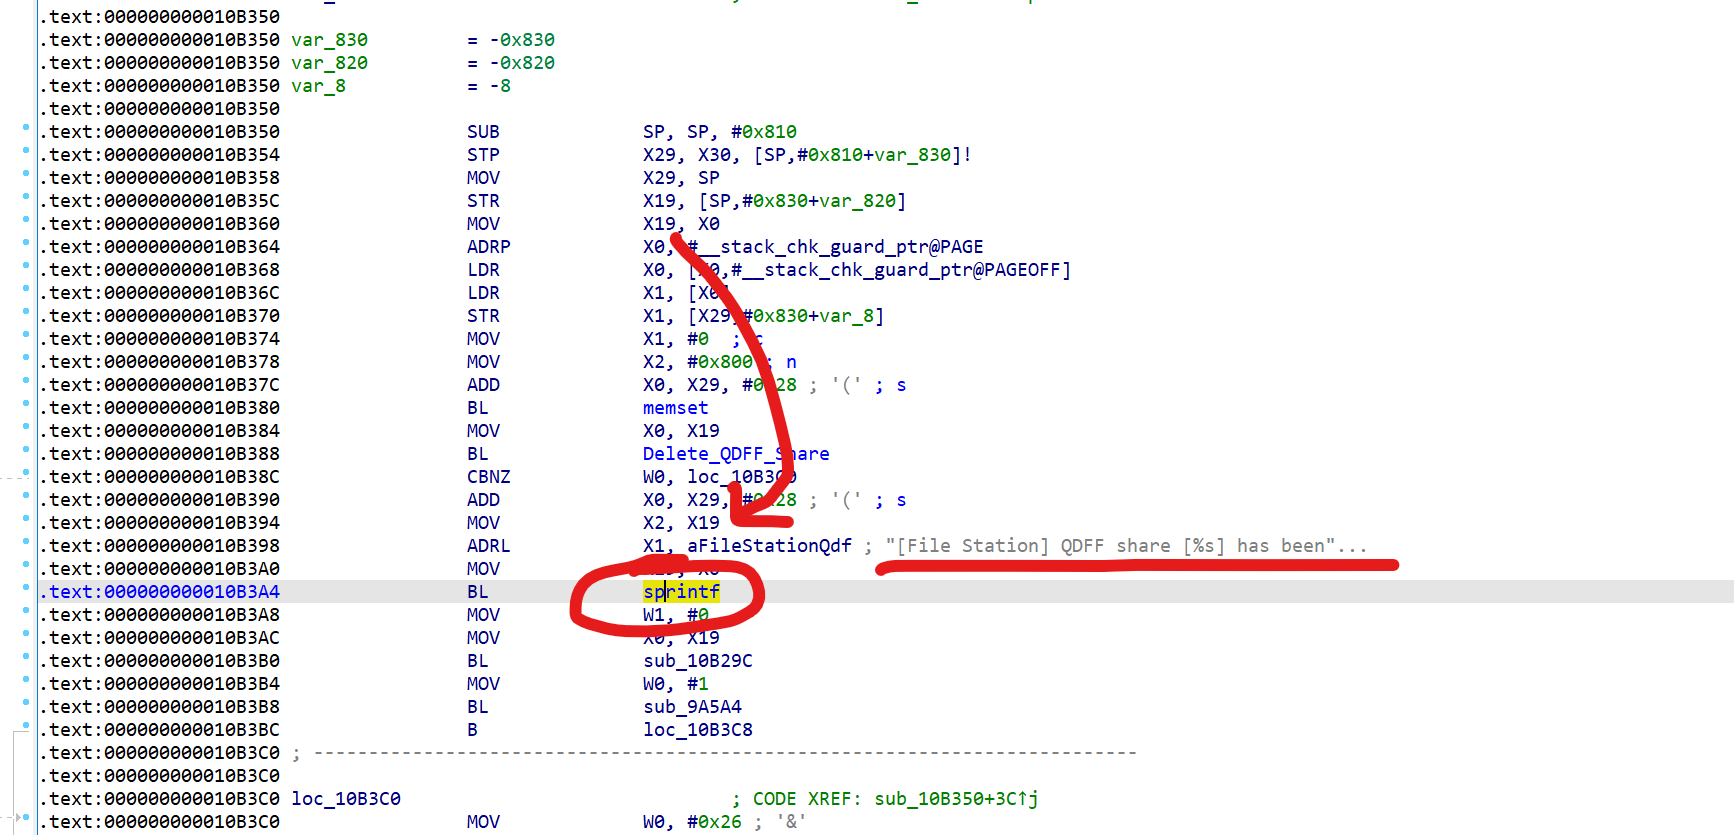 .text:000000000010B350
.text:000000000010B350 var_830 = -0x830
.text:000000000010B350 var_820 = -0x820
.text:000000000010B350 var_8 = -8
.text:000000000010B350
.text:000000000010B350 SUB SP, SP, #0x810
.text:000000000010B354 STP X29, X30, [SP,#0x810+var_830]!
.text:000000000010B358 MOV X29, SP
.text:000000000010B35C STR X19, [SP,#0x830+var_820]
.text:000000000010B360 MOV X19, X0
.text:000000000010B364 ADRP X0, #__stack_chk_guard_ptr@PAGE
.text:000000000010B368 LDR X0, [X0,#__stack_chk_guard_ptr@PAGEOFF]
.text:000000000010B36C LDR X1, [X0]
.text:000000000010B370 STR X1, [X29,#0x830+var_8]
.text:000000000010B374 MOV X1, #0 ; c
.text:000000000010B378 MOV X2, #0x800 ; n
.text:000000000010B37C ADD X0, X29, #0x28 ; '(' ; s
.text:000000000010B380 BL memset
.text:000000000010B384 MOV X0, X19
.text:000000000010B388 BL Delete_QDFF_Share
.text:000000000010B38C CBNZ W0, loc_10B3C0
.text:000000000010B390 ADD X0, X29, #0x28 ; '(' ; s
.text:000000000010B394 MOV X2, X19
.text:000000000010B398 ADRL X1, aFileStationQdf ; "[File Station] QDFF share [%s] has been"...
.text:000000000010B3A0 MOV X0
.text:000000000010B3A4 BL sprintf
.text:000000000010B3A8 MOV W1, #0
.text:000000000010B3AC MOV X0, X19
.text:000000000010B3B0 BL sub_10B29C
.text:000000000010B3B4 MOV W0, #1
.text:000000000010B3B8 BL sub_9A5A4
.text:000000000010B3BC B loc_10B3C8
.text:000000000010B3C0 ; ---------------------------------------------------------------------------
.text:000000000010B3C0
.text:000000000010B3C0 loc_10B3C0 ; CODE XREF: sub_10B350+3C↑j
.text:000000000010B3C0 MOV W0, #0x26 ; '&'